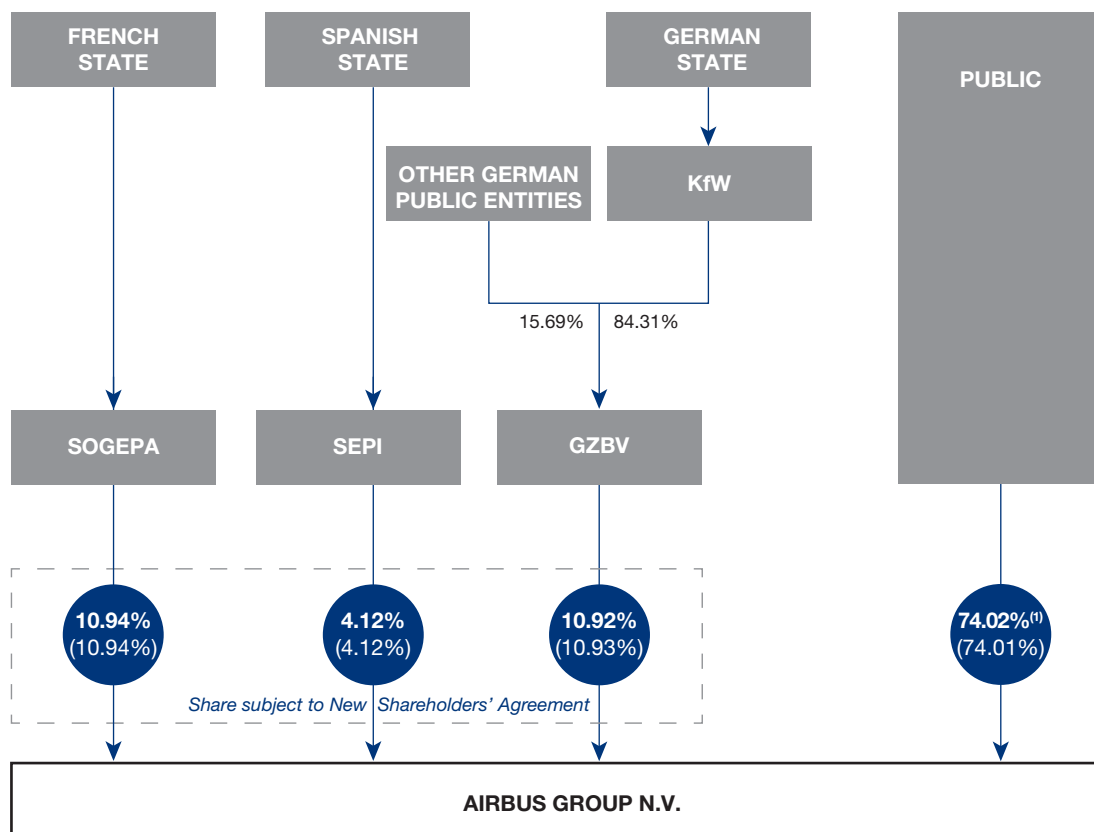 FRENCH
STATE
SPANISH
STATE
GERMAN
STATE
PUBLIC
OTHER GERMAN
PUBLIC ENTITIES
KfW
15.69%
84.31%
SOGEPA
SEPI
GZBV
10.94%
(10.94%)
4.12%
(4.12%)
10.92%
(10.93%)
74.02%(1)
(74.01%)
Share subject to New Shareholders' Agreement
AIRBUS GROUP N.V.